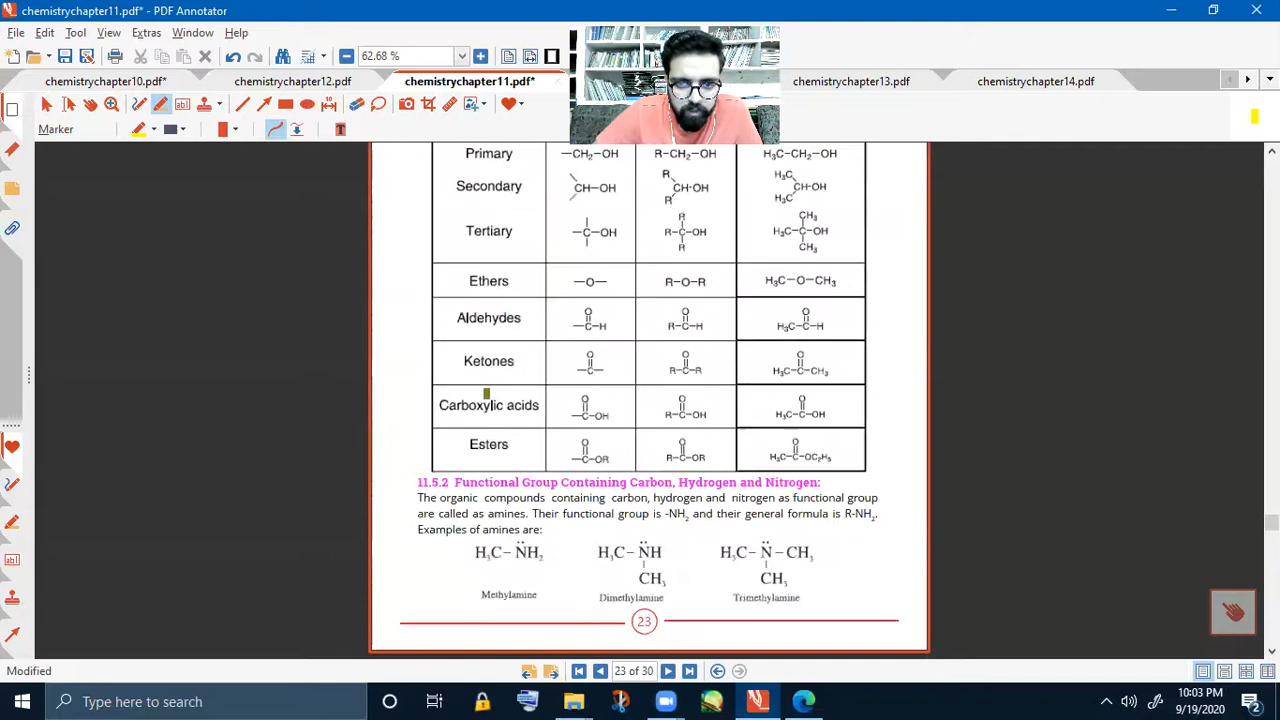 chemistrychapter11.pdf* - PDF Annotator
File Edit Tool View Extras Window Help
62.68 %
chemistrychapter10.pdf* chemistrychapter12.pdf chemistrychapter11.pdf* chemistrychapter13.pdf chemistrychapter14.pdf
Marker
Primary —CH₂—OH R—CH₂—OH H₃C—CH₂—OH
Secondary CH—OH R R CH-OH H₃C H₃C CH-OH
Tertiary —C—OH R R—C—OH R CH₃ H₃C—C—OH CH₃
Ethers —O— R—O—R H₃C—O—CH₃
Aldehydes O —C—H O R—C—H O H₃C—C—H
Ketones O —C— O R—C—R O H₃C—C—CH₃
Carboxylic acids O —C—OH O R—C—OH O H₃C—C—OH
Esters O —C—OR O R—C—OR O H₃C—C—OC₂H₅
11.5.2 Functional Group Containing Carbon, Hydrogen and Nitrogen:
The organic compounds containing carbon, hydrogen and nitrogen as functional group
are called as amines. Their functional group is -NH₂ and their general formula is R-NH₂.
Examples of amines are:
H₃C – NH₂ H₃C – NH H₃C – N – CH₃
CH₃ CH₃
Methylamine Dimethylamine Trimethylamine
23
Modified 23 of 30
Type here to search
10:03 PM
9/19/2020
2